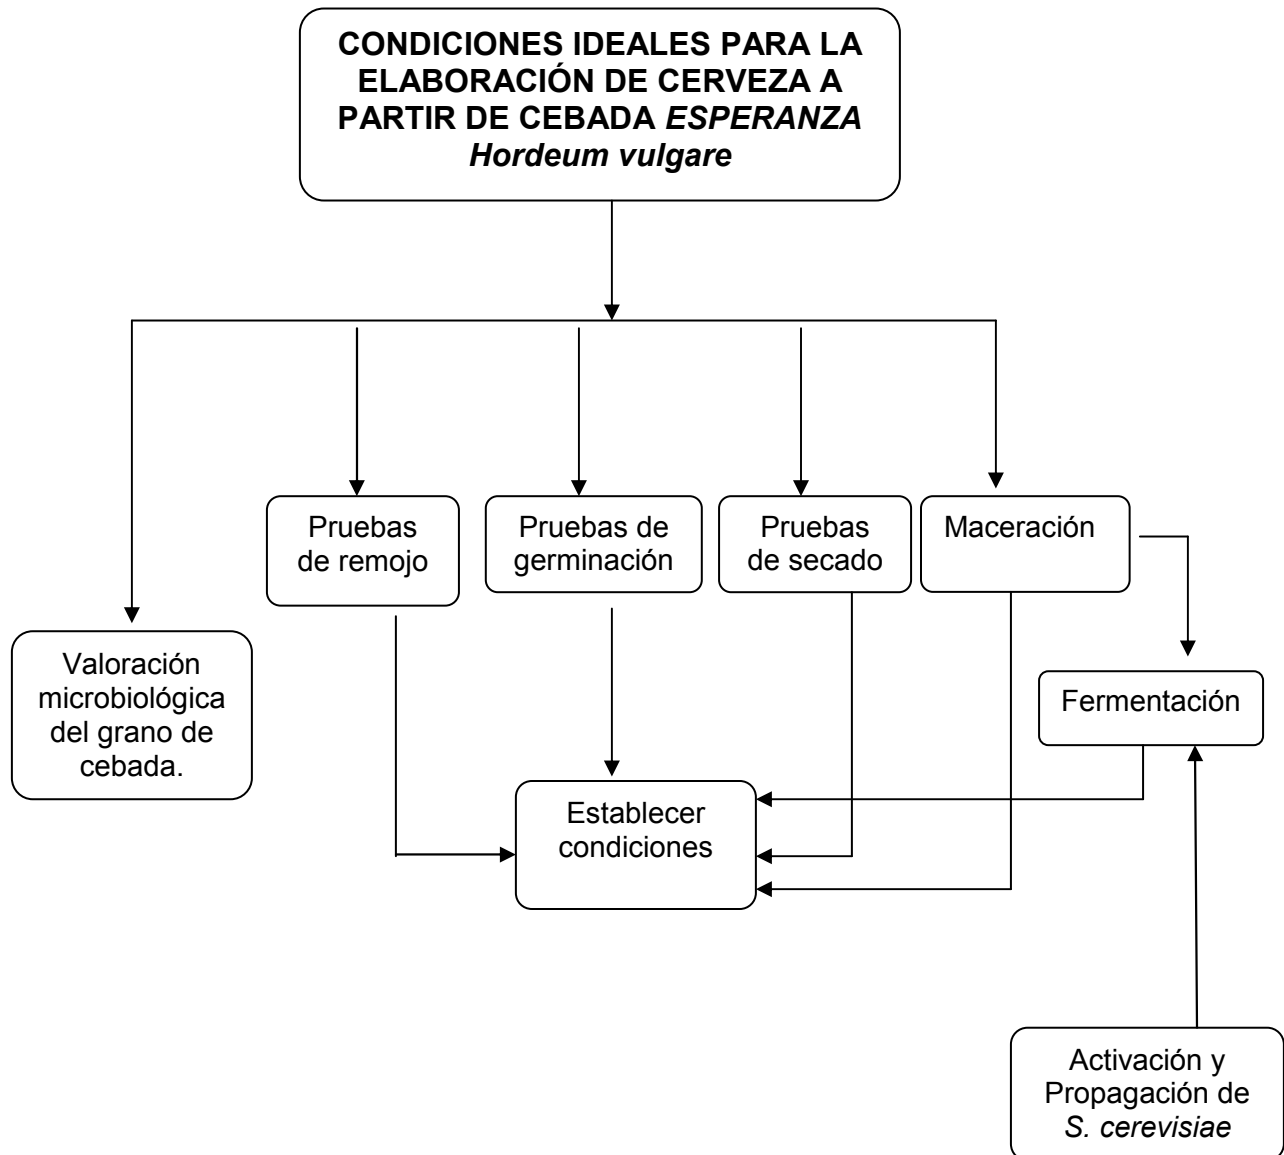 CONDICIONES IDEALES PARA LA
ELABORACIÓN DE CERVEZA A
PARTIR DE CEBADA ESPERANZA
Hordeum vulgare
Pruebas
de remojo
Pruebas de
germinación
Pruebas
de secado
Maceración
Valoración
microbiológica
del grano de
cebada.
Fermentación
Establecer
condiciones
Activación y
Propagación de
S. cerevisiae